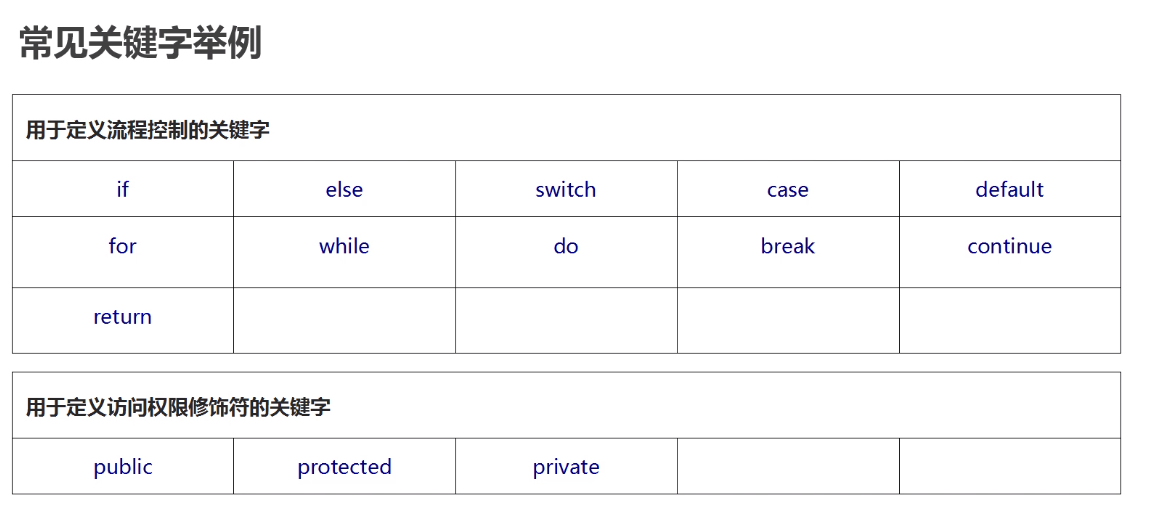 常见关键字举例
用于定义流程控制的关键字
if else switch case default
for while do break continue
return
用于定义访问权限修饰符的关键字
public protected private